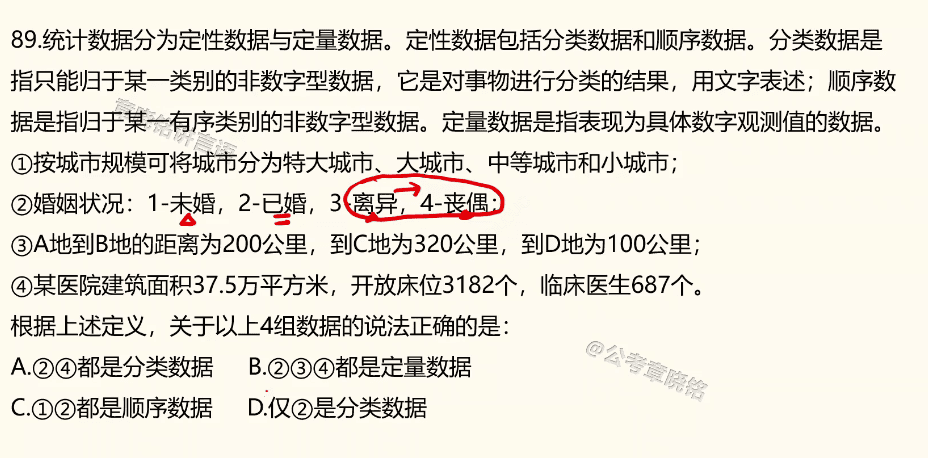 89.统计数据分为定性数据与定量数据。定性数据包括分类数据和顺序数据。分类数据是
指只能归于某一类别的非数字型数据，它是对事物进行分类的结果，用文字表述；顺序数
据是指归于某一有序类别的非数字型数据。定量数据是指表现为具体数字观测值的数据。
①按城市规模可将城市分为特大城市、大城市、中等城市和小城市；
②婚姻状况：1-未婚，2-已婚，3-离异，4-丧偶；
③A地到B地的距离为200公里，到C地为320公里，到D地为100公里；
④某医院建筑面积37.5万平方米，开放床位3182个，临床医生687个。
根据上述定义，关于以上4组数据的说法正确的是：
A.②④都是分类数据 B.②③④都是定量数据
C.①②都是顺序数据 D.仅②是分类数据
@公考章晓铭